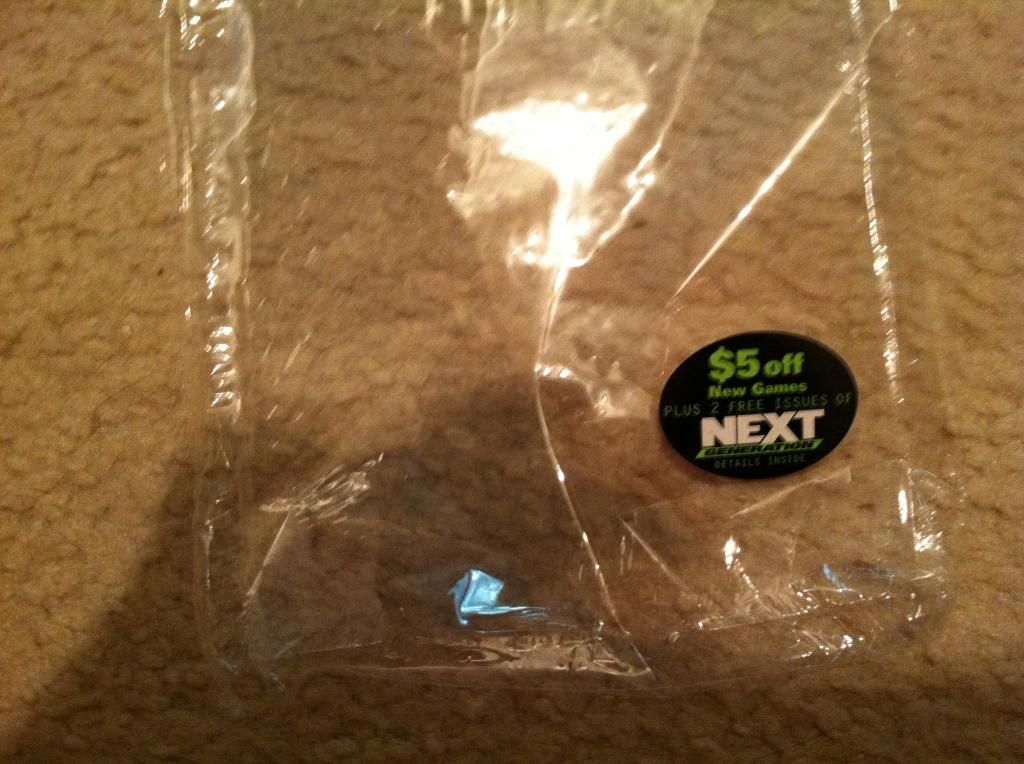 $5 off
New Games
PLUS 2 FREE ISSUES OF
NEXT
GENERATION
DETAILS INSIDE